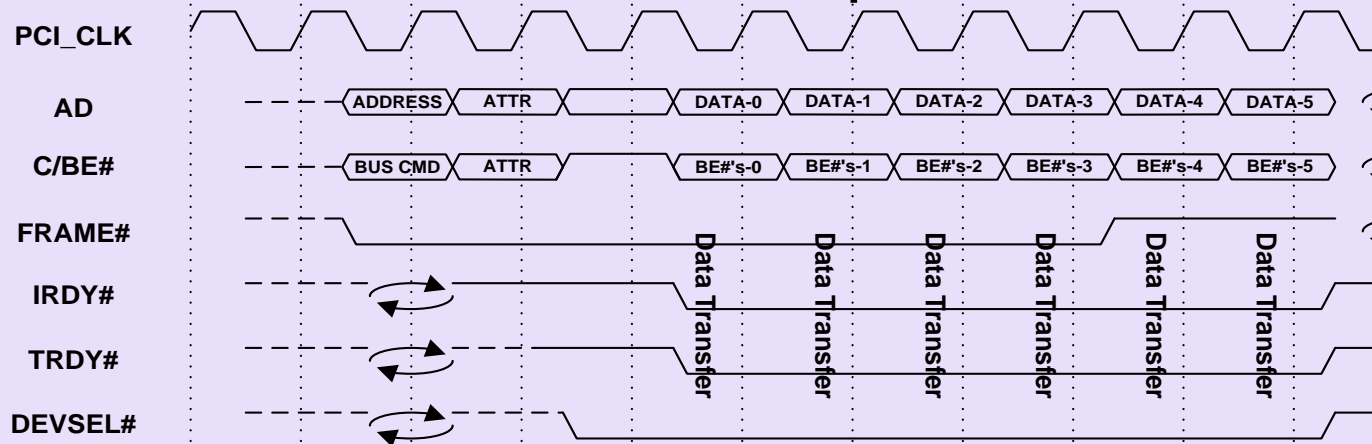 PCI_CLK
AD ADDRESS ATTR DATA-0 DATA-1 DATA-2 DATA-3 DATA-4 DATA-5
C/BE# BUS CMD ATTR BE#'s-0 BE#'s-1 BE#'s-2 BE#'s-3 BE#'s-4 BE#'s-5
FRAME#
Data Transfer
Data Transfer
Data Transfer
Data Transfer
Data Transfer
Data Transfer
IRDY#
TRDY#
DEVSEL#